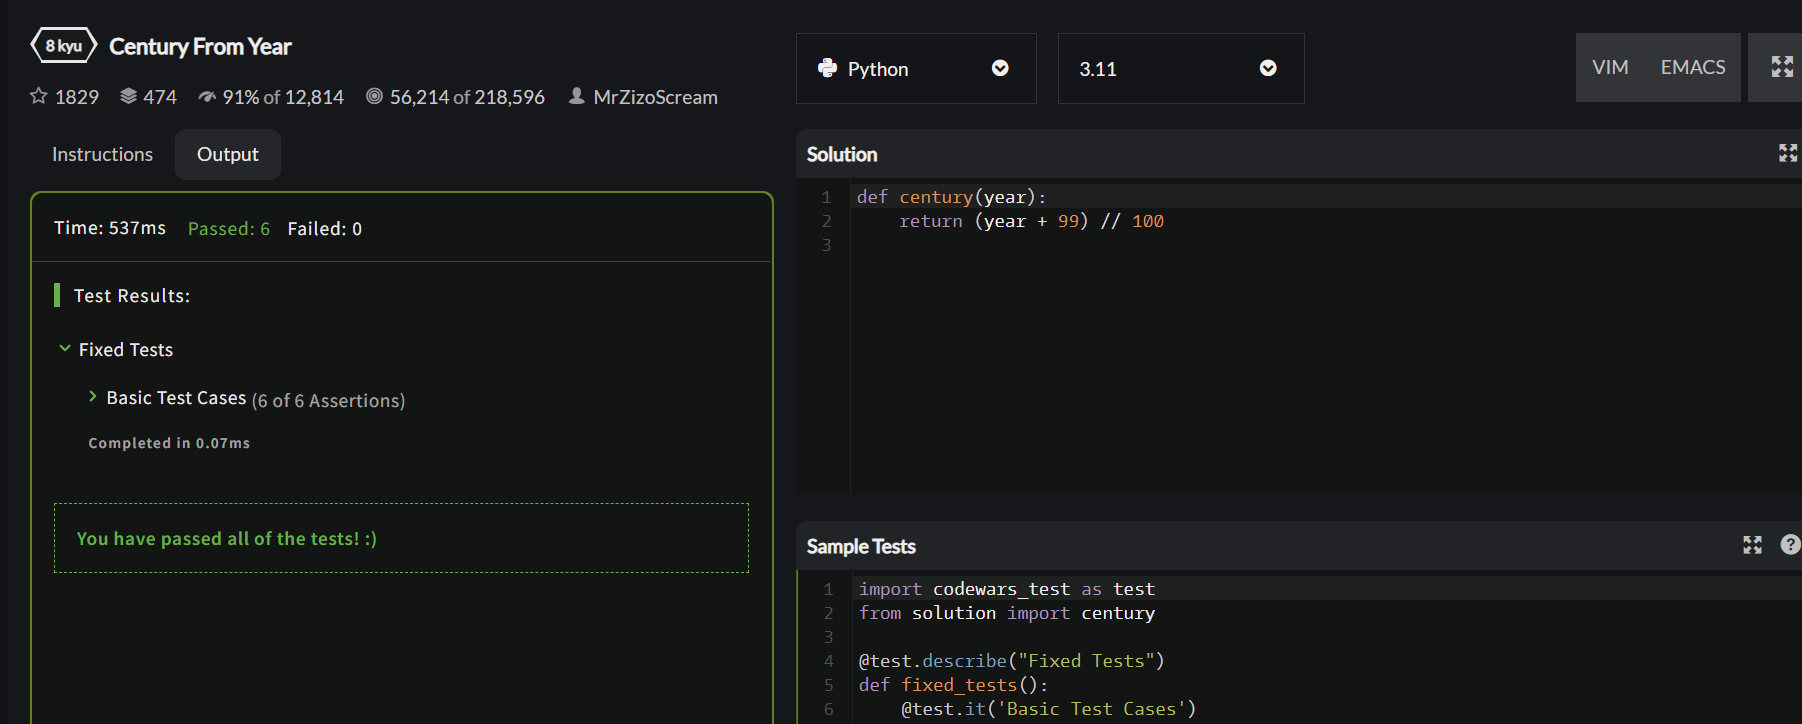 8 kyu Century From Year
1829 474 91% of 12,814 56,214 of 218,596 MrZizoScream
Instructions Output
Time: 537ms Passed: 6 Failed: 0
Test Results:
Fixed Tests
Basic Test Cases (6 of 6 Assertions)
Completed in 0.07ms
You have passed all of the tests! :)
Python 3.11 VIM EMACS
Solution
1 def century(year):
2     return (year + 99) // 100
3
Sample Tests ?
1 import codewars_test as test
2 from solution import century
3
4 @test.describe("Fixed Tests")
5 def fixed_tests():
6     @test.it('Basic Test Cases')